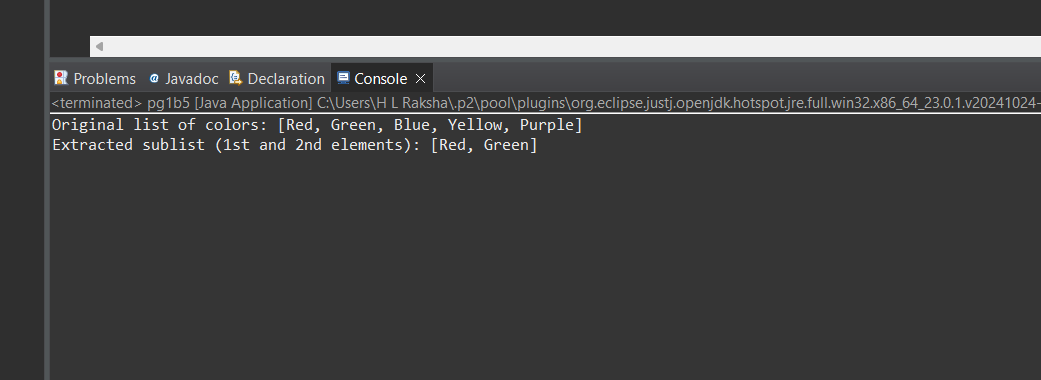 Problems Javadoc Declaration Console
<terminated> pg1b5 [Java Application] C:\Users\H L Raksha\.p2\pool\plugins\org.eclipse.justj.openjdk.hotspot.jre.full.win32.x86_64_23.0.1.v20241024-
Original list of colors: [Red, Green, Blue, Yellow, Purple]
Extracted sublist (1st and 2nd elements): [Red, Green]